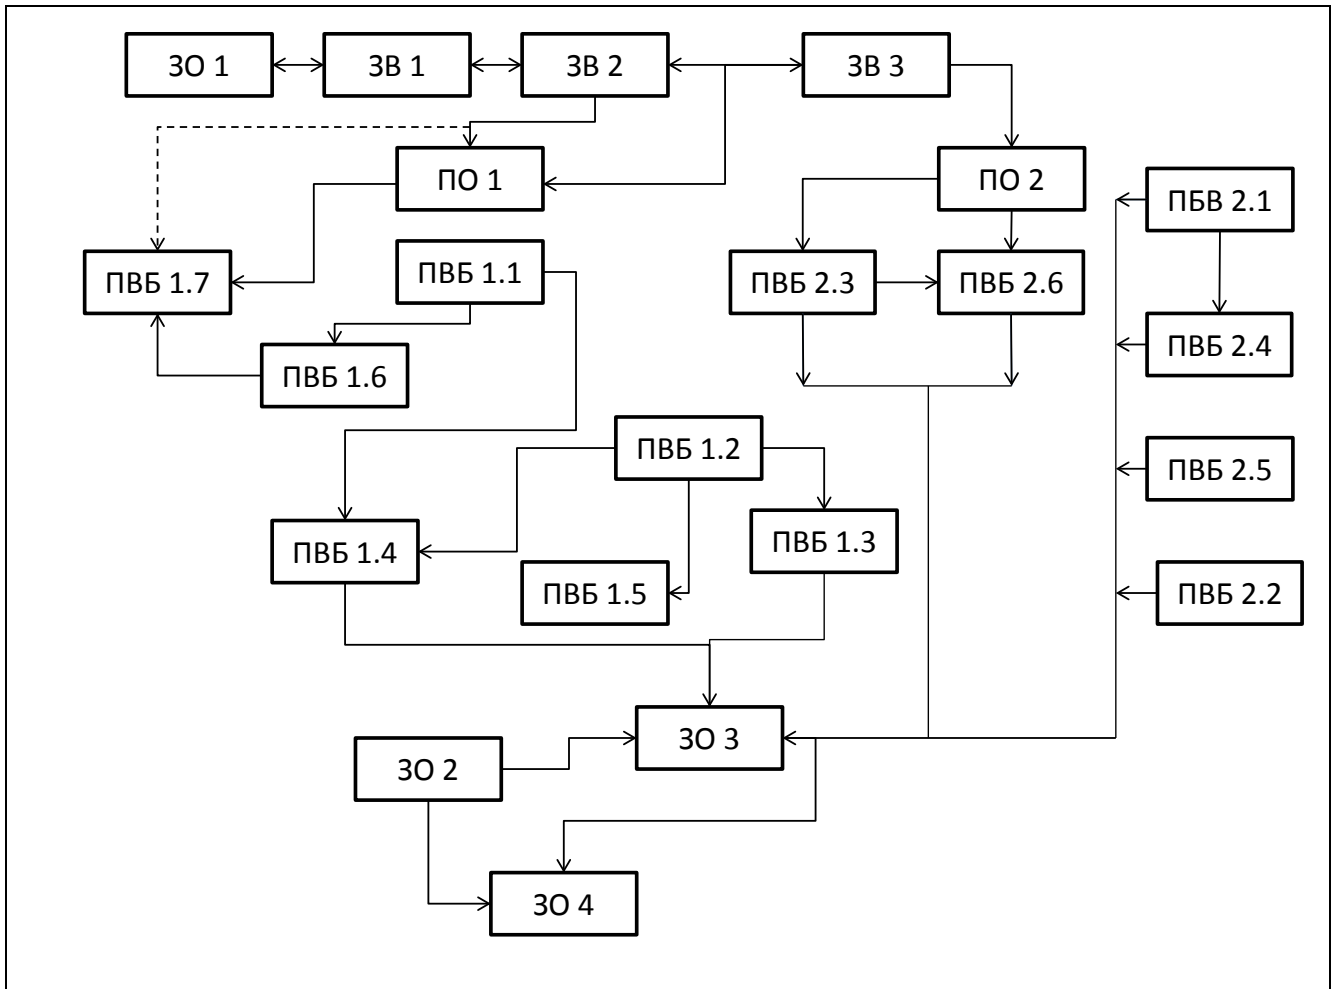 ЗО 1
ЗВ 1
ЗВ 2
ЗВ 3
ПО 1
ПО 2
ПБВ 2.1
ПВБ 1.7
ПВБ 1.1
ПВБ 2.3
ПВБ 2.6
ПВБ 1.6
ПВБ 2.4
ПВБ 1.2
ПВБ 2.5
ПВБ 1.4
ПВБ 1.3
ПВБ 1.5
ПВБ 2.2
ЗО 3
ЗО 2
ЗО 4